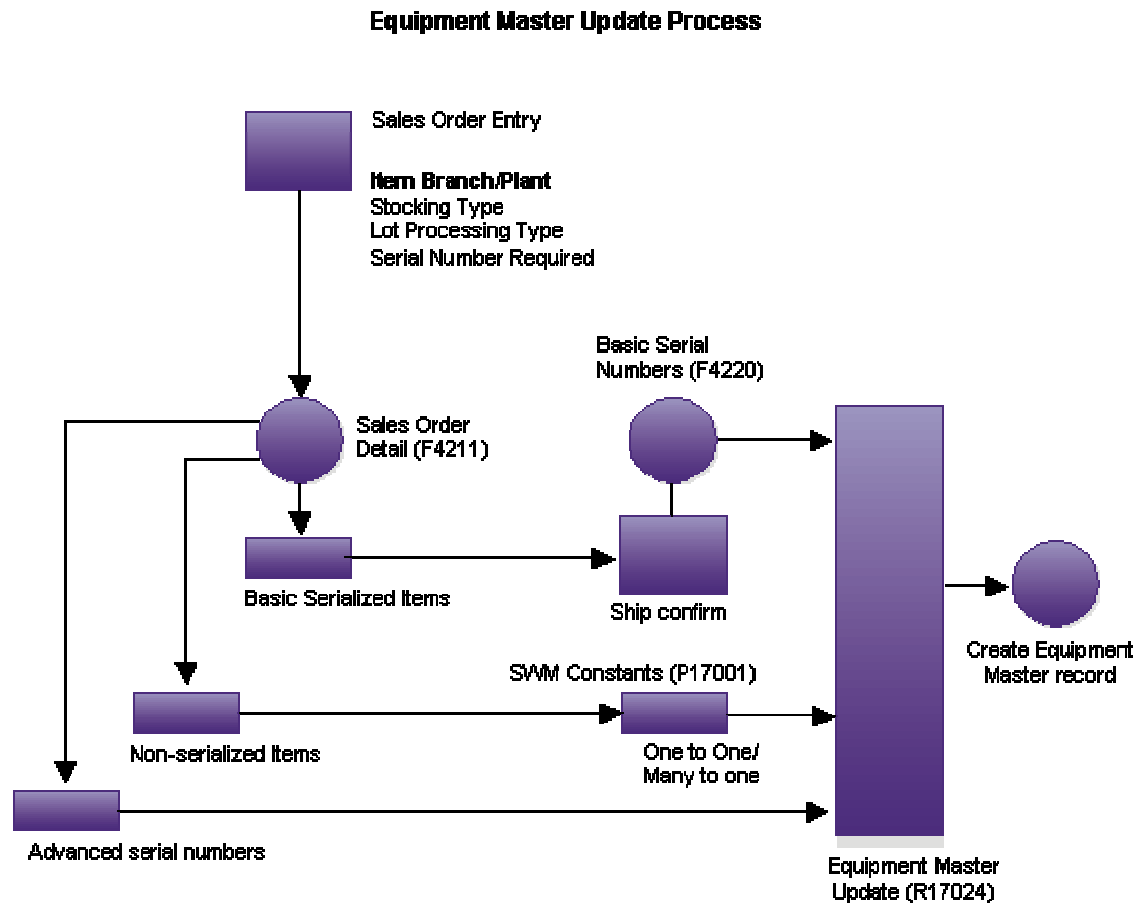 Equipment Master Update Process
Sales Order Entry
Item Branch/Plant
Stocking Type
Lot Processing Type
Serial Number Required
Basic Serial
Numbers (F4220)
Sales Order
Detail (F4211)
Basic Serialized Items
Ship confirm
Create Equipment
Master record
SWM Constants (P17001)
Non-serialized Items
One to One/
Many to one
Advanced serial numbers
Equipment Master
Update (R17024)